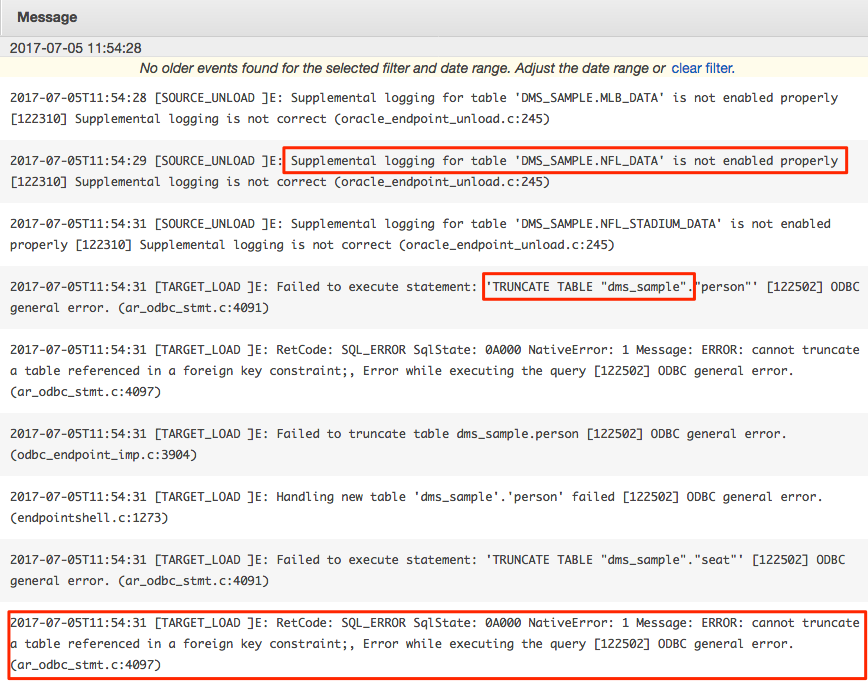 Message
2017-07-05 11:54:28
No older events found for the selected filter and date range. Adjust the date range or clear filter.
2017-07-05T11:54:28 [SOURCE_UNLOAD ]E: Supplemental logging for table 'DMS_SAMPLE.MLB_DATA' is not enabled properly
[122310] Supplemental logging is not correct (oracle_endpoint_unload.c:245)
2017-07-05T11:54:29 [SOURCE_UNLOAD ]E: Supplemental logging for table 'DMS_SAMPLE.NFL_DATA' is not enabled properly
[122310] Supplemental logging is not correct (oracle_endpoint_unload.c:245)
2017-07-05T11:54:31 [SOURCE_UNLOAD ]E: Supplemental logging for table 'DMS_SAMPLE.NFL_STADIUM_DATA' is not enabled
properly [122310] Supplemental logging is not correct (oracle_endpoint_unload.c:245)
2017-07-05T11:54:31 [TARGET_LOAD ]E: Failed to execute statement: 'TRUNCATE TABLE "dms_sample"."person"' [122502] ODBC
general error. (ar_odbc_stmt.c:4091)
2017-07-05T11:54:31 [TARGET_LOAD ]E: RetCode: SQL_ERROR SqlState: 0A000 NativeError: 1 Message: ERROR: cannot truncate
a table referenced in a foreign key constraint;, Error while executing the query [122502] ODBC general error.
(ar_odbc_stmt.c:4097)
2017-07-05T11:54:31 [TARGET_LOAD ]E: Failed to truncate table dms_sample.person [122502] ODBC general error.
(odbc_endpoint_imp.c:3904)
2017-07-05T11:54:31 [TARGET_LOAD ]E: Handling new table 'dms_sample'.'person' failed [122502] ODBC general error.
(endpointshell.c:1273)
2017-07-05T11:54:31 [TARGET_LOAD ]E: Failed to execute statement: 'TRUNCATE TABLE "dms_sample"."seat"' [122502] ODBC
general error. (ar_odbc_stmt.c:4091)
2017-07-05T11:54:31 [TARGET_LOAD ]E: RetCode: SQL_ERROR SqlState: 0A000 NativeError: 1 Message: ERROR: cannot truncate
a table referenced in a foreign key constraint;, Error while executing the query [122502] ODBC general error.
(ar_odbc_stmt.c:4097)